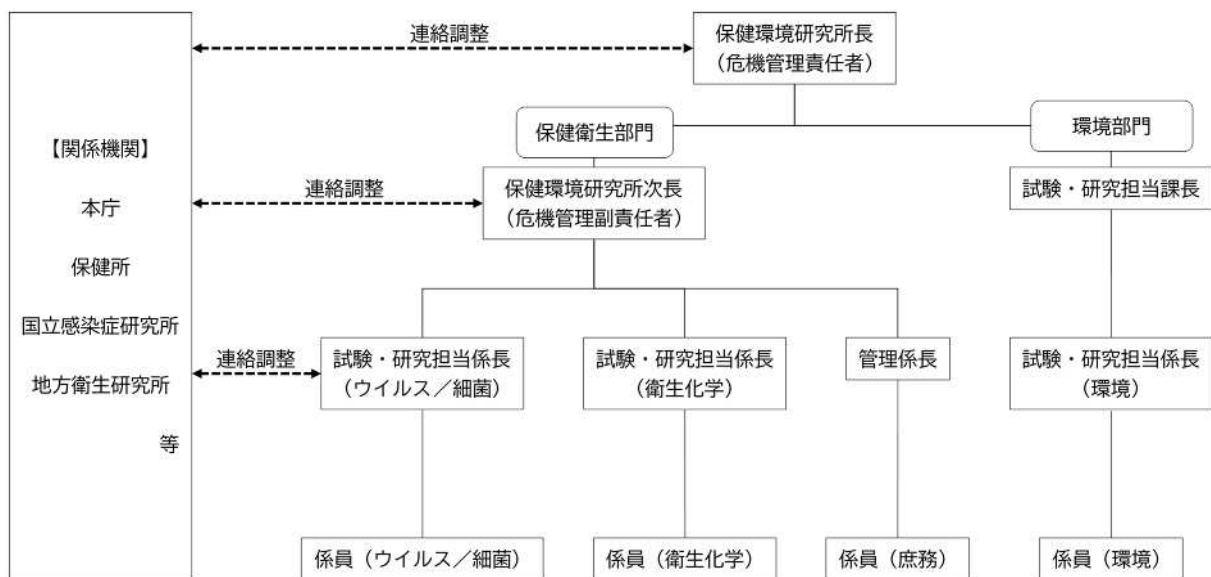 連絡調整
保健環境研究所長
（危機管理責任者）
保健衛生部門
環境部門
【関係機関】
本庁
保健所
国立感染症研究所
地方衛生研究所
等
連絡調整
保健環境研究所次長
（危機管理副責任者）
試験・研究担当課長
連絡調整
試験・研究担当係長
（ウイルス／細菌）
試験・研究担当係長
（衛生化学）
管理係長
試験・研究担当係長
（環境）
係員（ウイルス／細菌）
係員（衛生化学）
係員（庶務）
係員（環境）